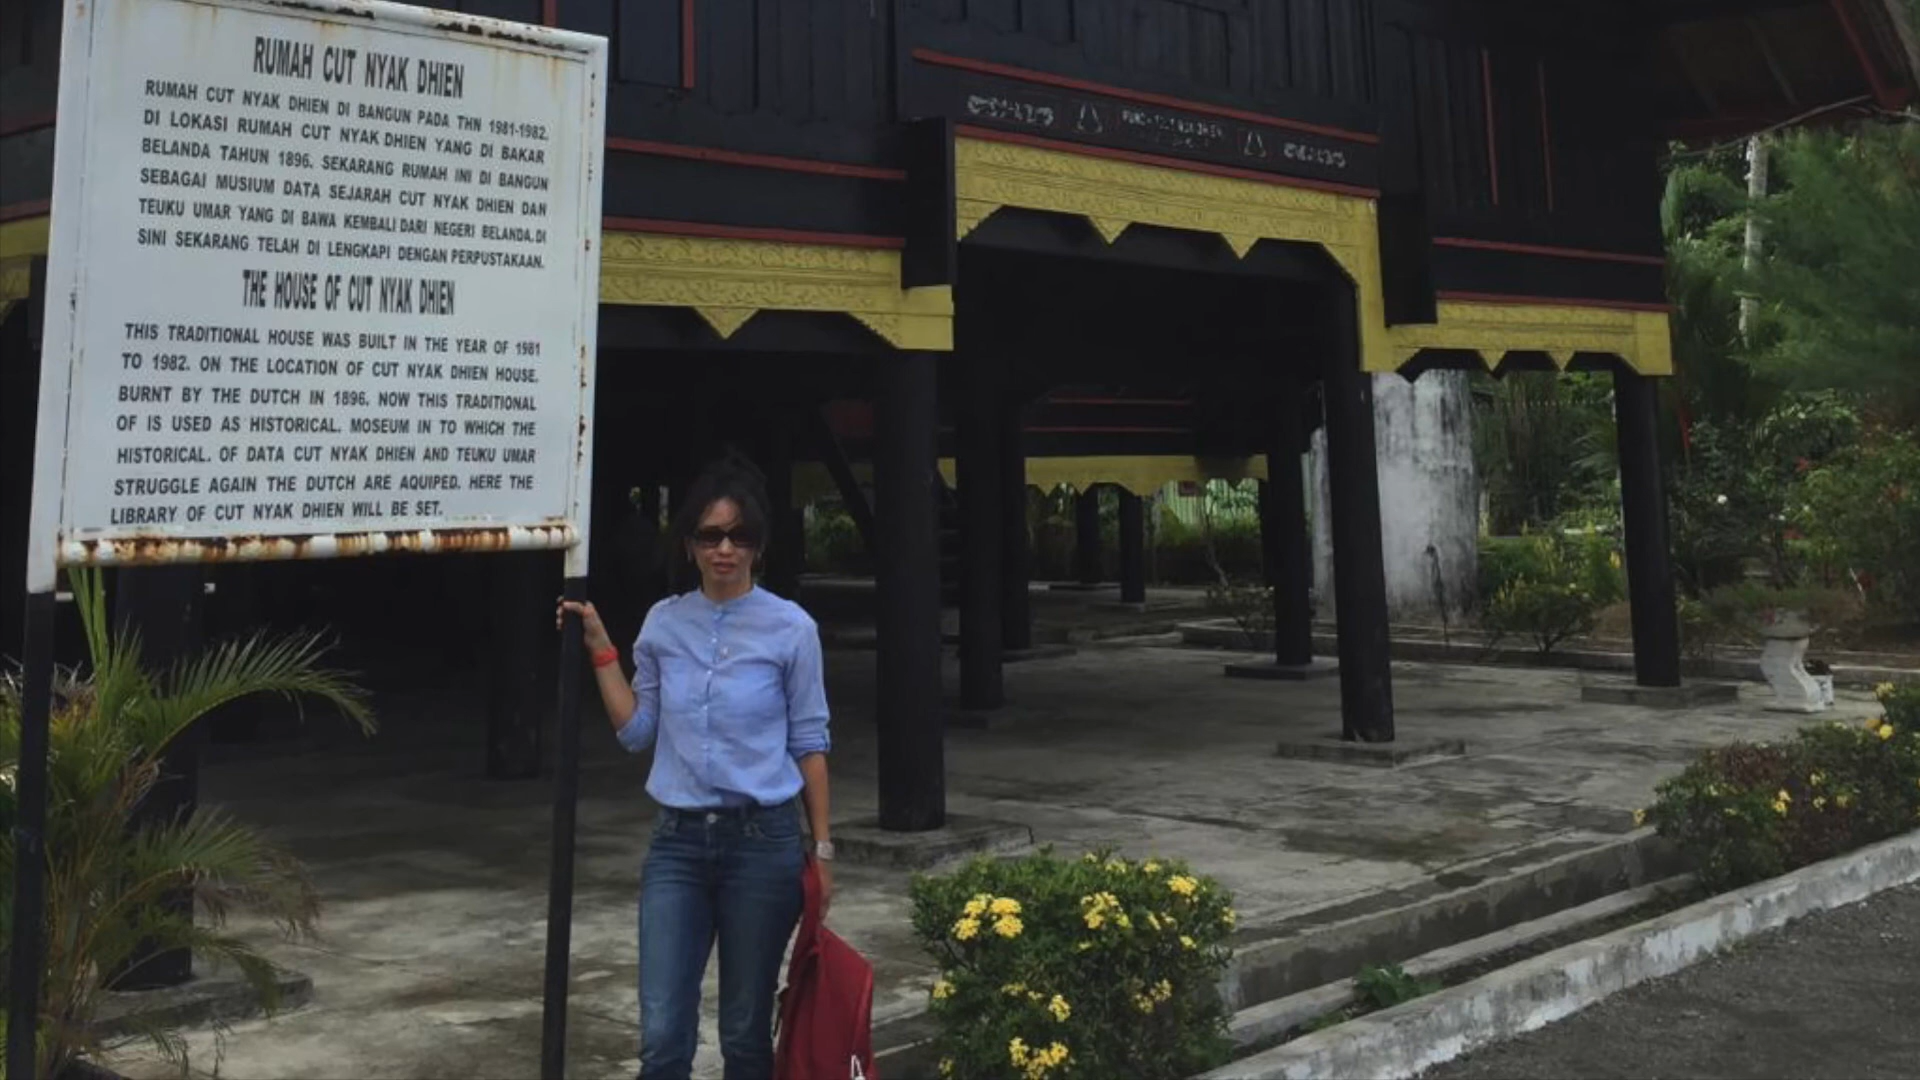 RUMAH CUT NYAK DHIEN
RUMAH CUT NYAK DHIEN DI BANGUN PADA THN 1981-1982.
DI LOKASI RUMAH CUT NYAK DHIEN YANG DI BAKAR
BELANDA TAHUN 1896. SEKARANG RUMAH INI DI BANGUN
SEBAGAI MUSIUM DATA SEJARAH CUT NYAK DHIEN DAN
TEUKU UMAR YANG DI BAWA KEMBALI DARI NEGERI BELANDA. DI
SINI SEKARANG TELAH DI LENGKAPI DENGAN PERPUSTAKAAN.
THE HOUSE OF CUT NYAK DHIEN
THIS TRADITIONAL HOUSE WAS BUILT IN THE YEAR OF 1981
TO 1982. ON THE LOCATION OF CUT NYAK DHIEN HOUSE.
BURNT BY THE DUTCH IN 1896. NOW THIS TRADITIONAL
OF IS USED AS HISTORICAL. MOSEUM IN TO WHICH THE
HISTORICAL. OF DATA CUT NYAK DHIEN AND TEUKU UMAR
STRUGGLE AGAIN THE DUTCH ARE AQUIPED. HERE THE
LIBRARY OF CUT NYAK DHIEN WILL BE SET.